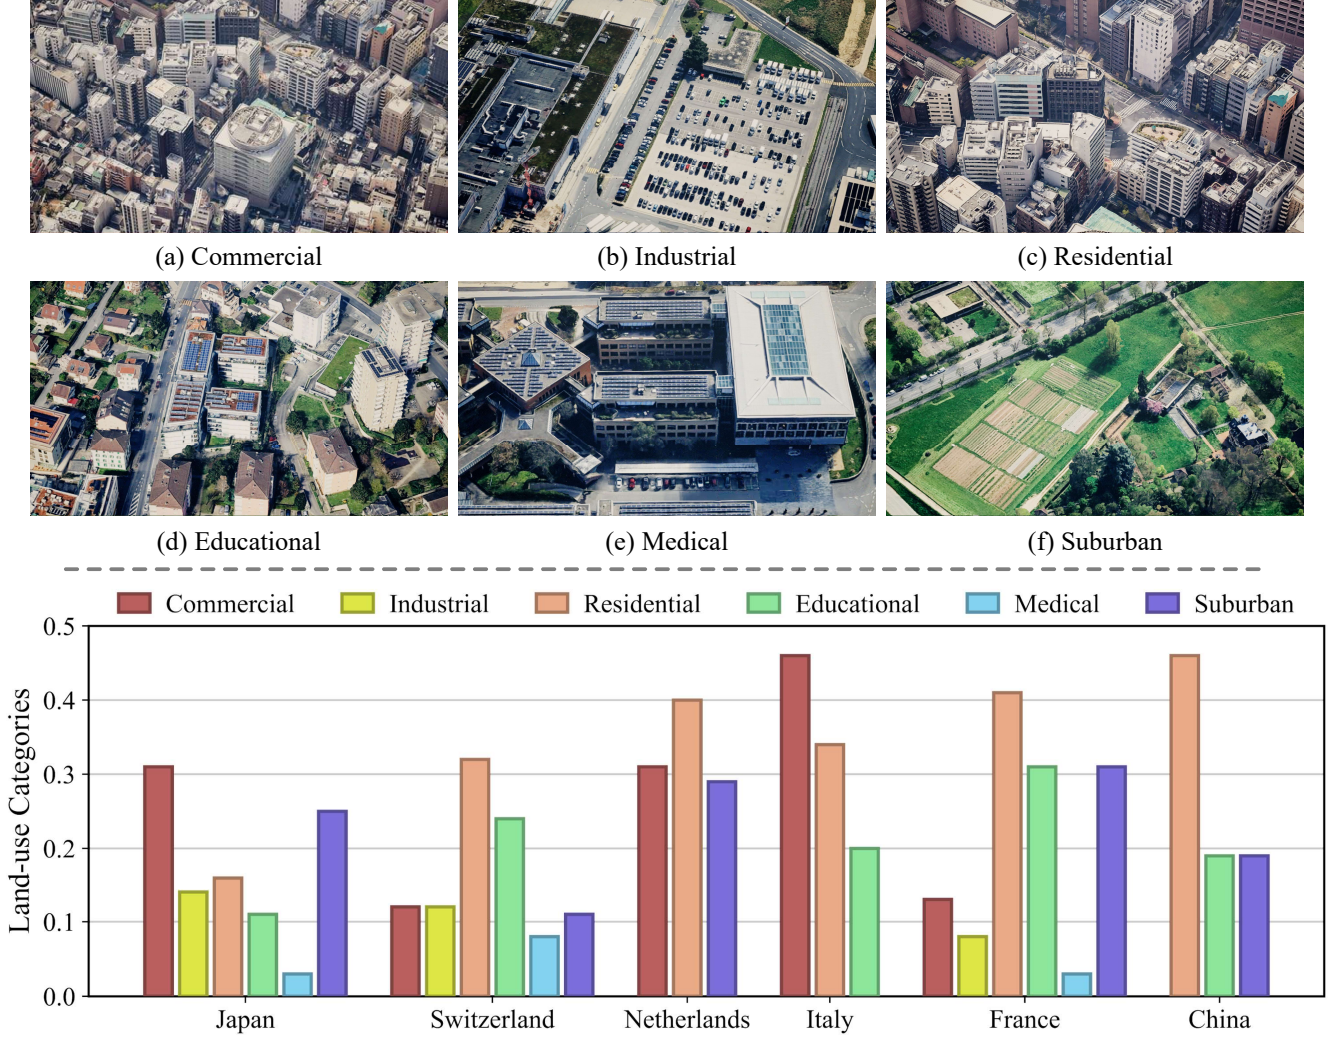 (a) Commercial
(b) Industrial
(c) Residential
(d) Educational
(e) Medical
(f) Suburban
Commercial
Industrial
Residential
Educational
Medical
Suburban
Land-use Categories
0.5
0.4
0.3
0.2
0.1
0.0
Japan
Switzerland
Netherlands
Italy
France
China